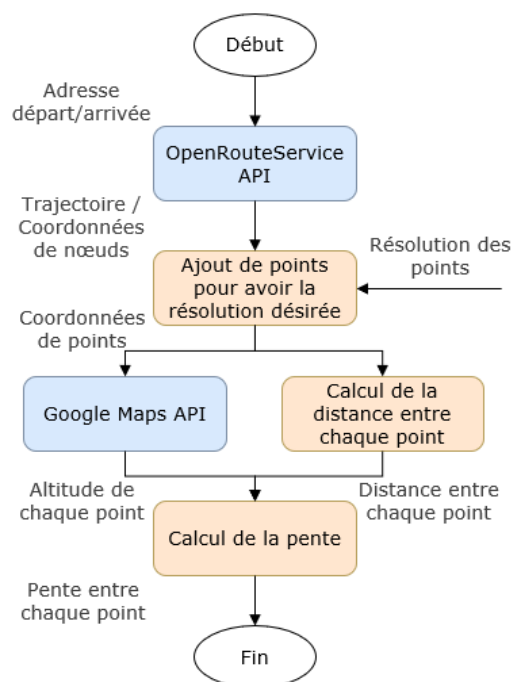 Début
Adresse
départ/arrivée
OpenRouteService
API
Trajectoire /
Coordonnées
de nœuds
Résolution des
points
Ajout de points
pour avoir la
résolution désirée
Coordonnées
de points
Google Maps API
Calcul de la
distance entre
chaque point
Altitude de
chaque point
Distance entre
chaque point
Calcul de la pente
Pente entre
chaque point
Fin